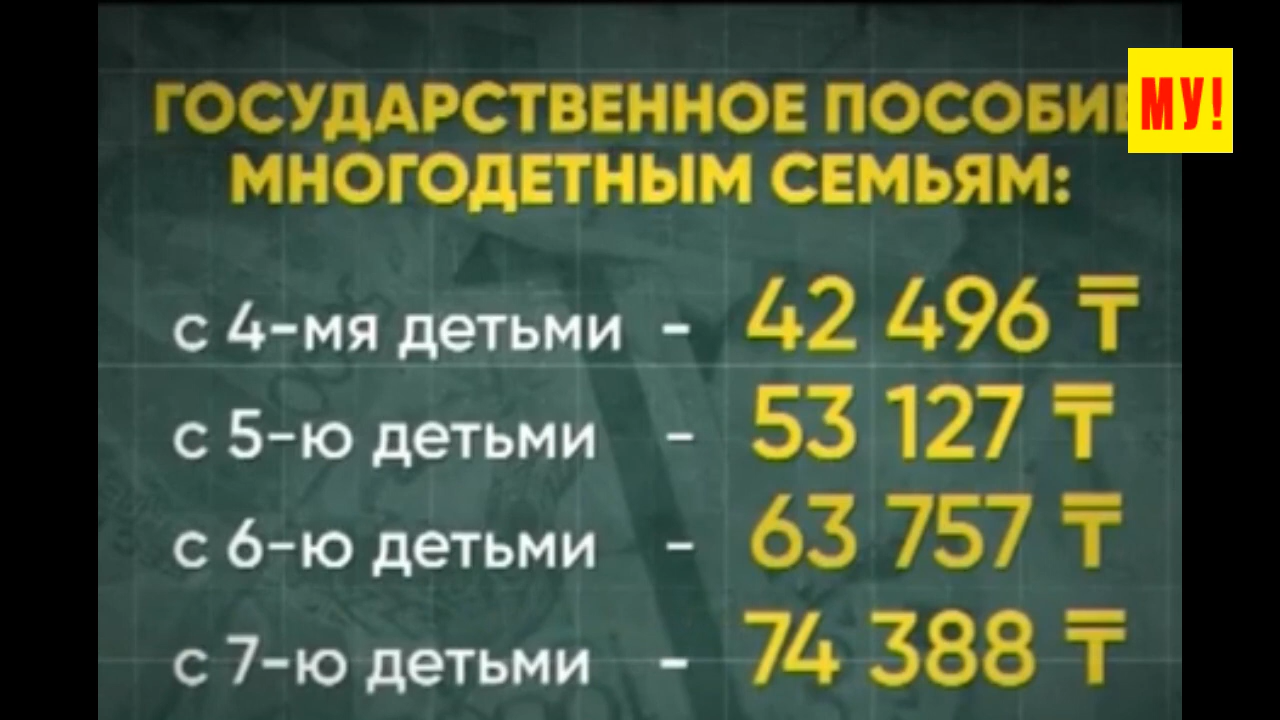 ГОСУДАРСТВЕННОЕ ПОСОБИЕ
МУ!
МНОГОДЕТНЫМ СЕМЬЯМ:
с 4-мя детьми - 42 496 ₸
с 5-ю детьми - 53 127 ₸
с 6-ю детьми - 63 757 ₸
с 7-ю детьми - 74 388 ₸